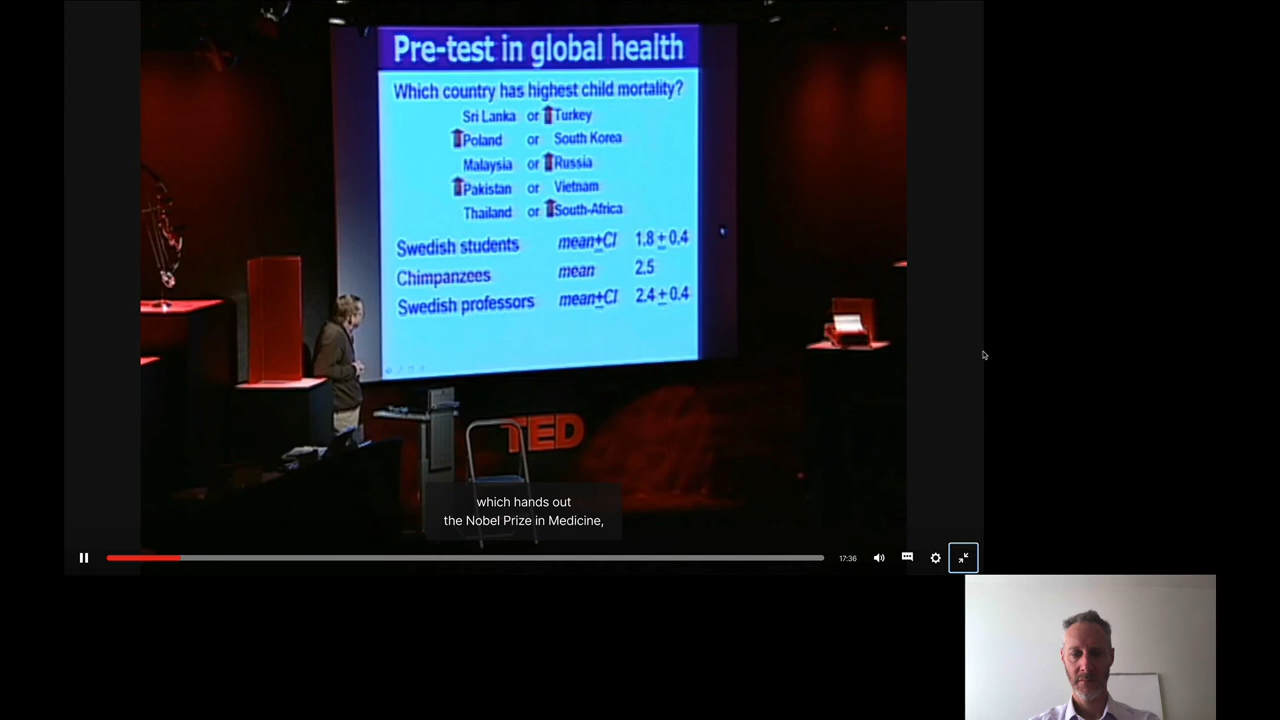 Pre-test in global health
Which country has highest child mortality?
Sri Lanka or Turkey
Poland or South Korea
Malaysia or Russia
Pakistan or Vietnam
Thailand or South-Africa
Swedish students mean±CI 1.8 ± 0.4
Chimpanzees mean 2.5
Swedish professors mean±CI 2.4 ± 0.4
TED
which hands out
the Nobel Prize in Medicine,
17:36